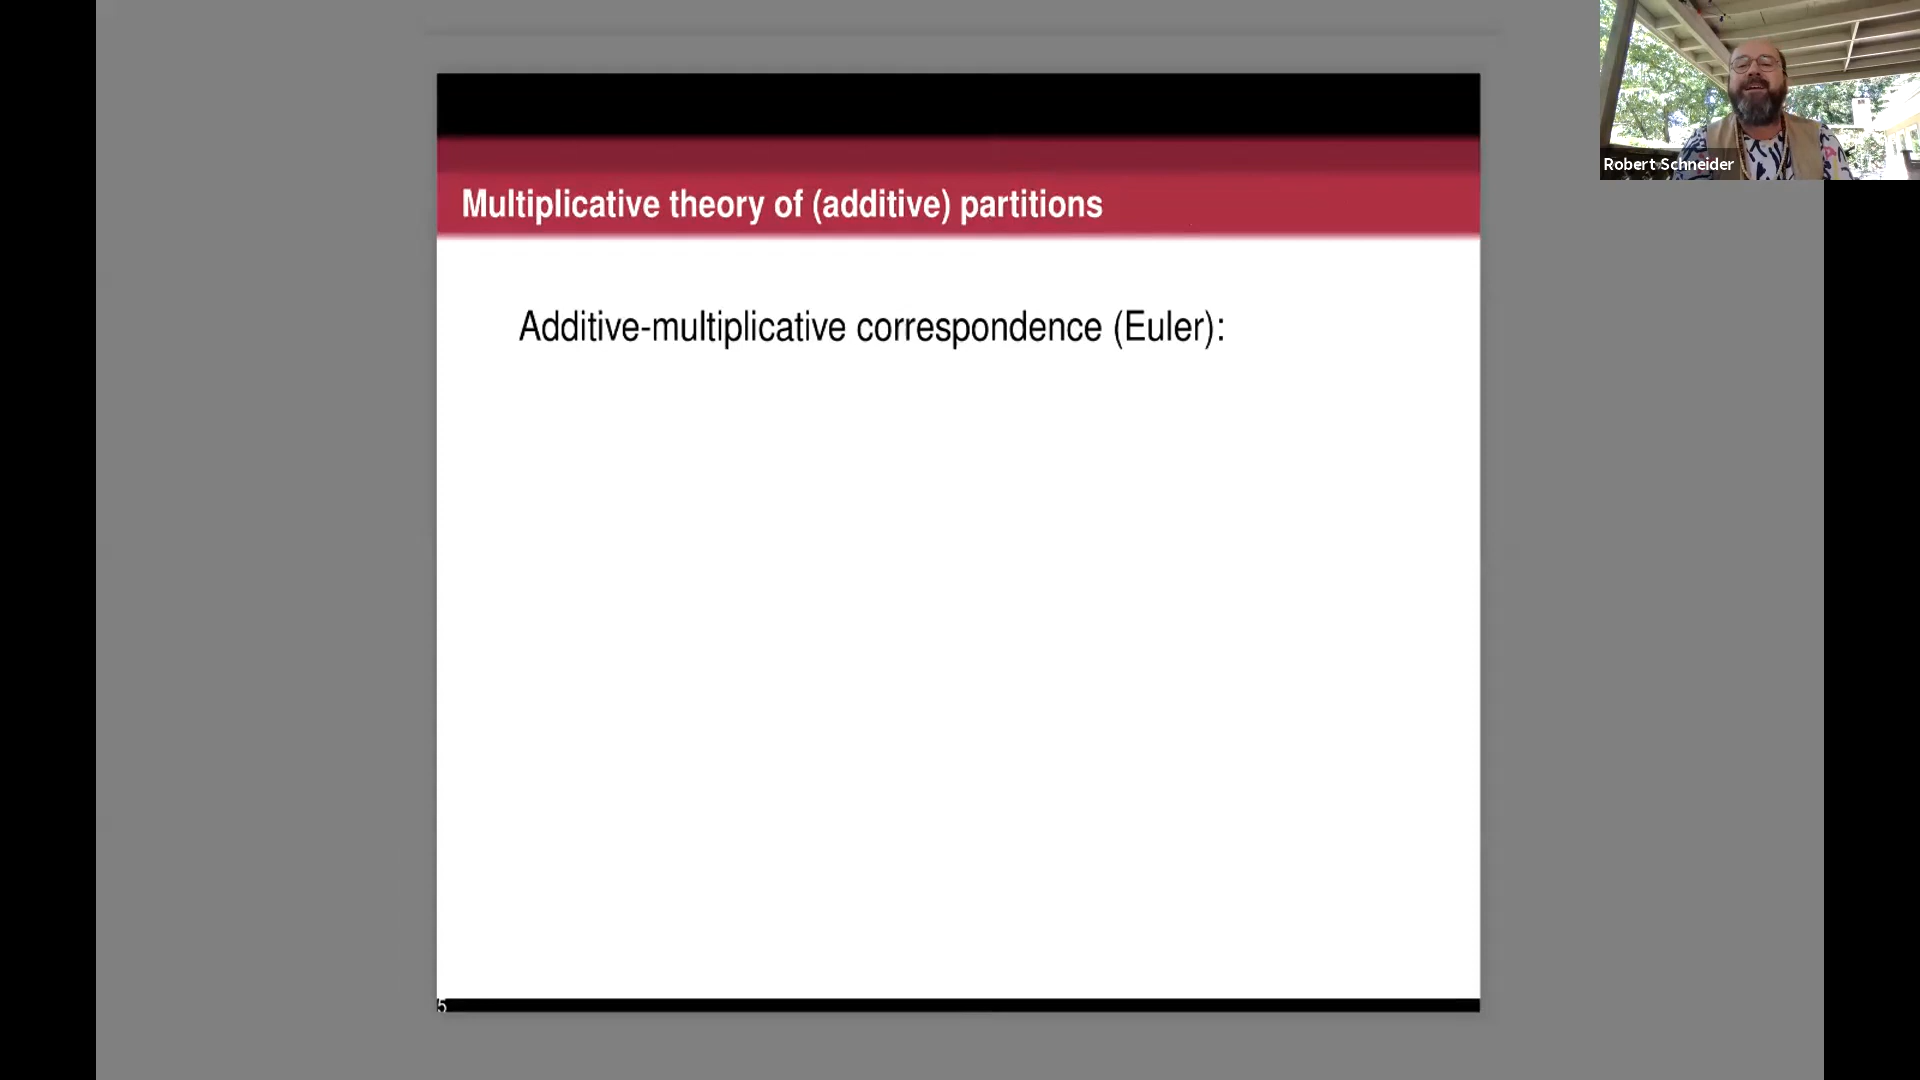 Robert Schneider
Multiplicative theory of (additive) partitions
Additive-multiplicative correspondence (Euler):
5